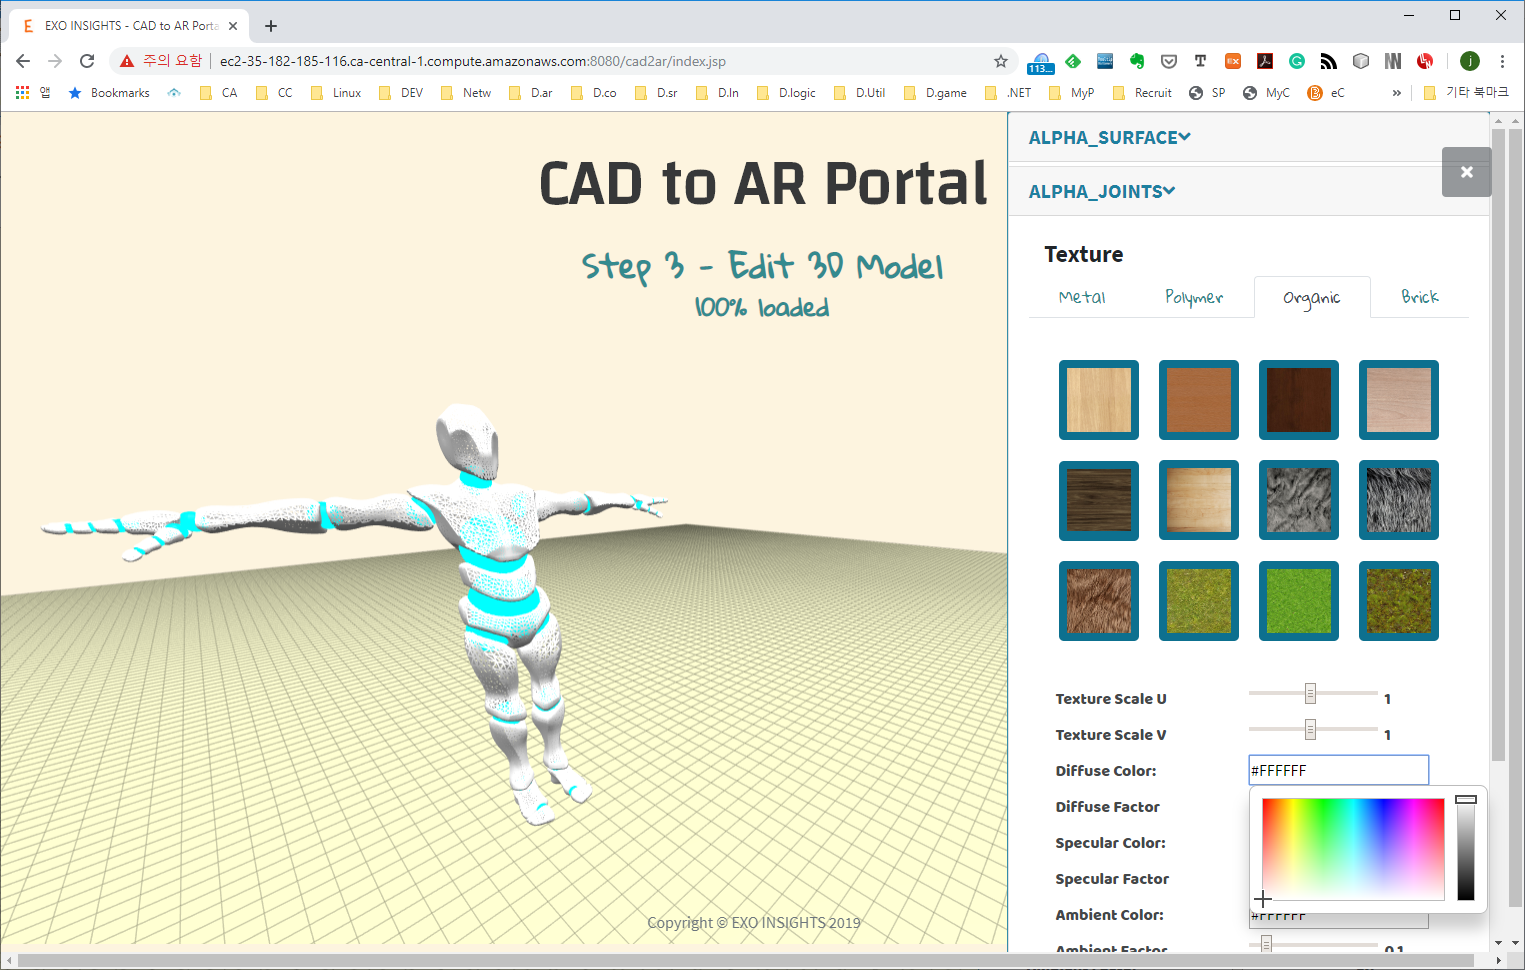 EXO INSIGHTS - CAD to AR Porta
주의 요함 ec2-35-182-185-116.ca-central-1.compute.amazonaws.com:8080/cad2ar/index.jsp
113...
앱 Bookmarks CA CC Linux DEV Netw D.ar D.co D.sr D.In D.logic D.Util D.game .NET MyP Recruit SP MyC eC » 기타 북마크
CAD to AR Portal
Step 3 - Edit 3D Model
100% loaded
Copyright © EXO INSIGHTS 2019
ALPHA_SURFACE
ALPHA_JOINTS
Texture
Metal Polymer Organic Brick
Texture Scale U 1
Texture Scale V 1
Diffuse Color: #FFFFFF
Diffuse Factor
Specular Color:
Specular Factor
Ambient Color: #FFFFFF
Ambient Factor 0.1